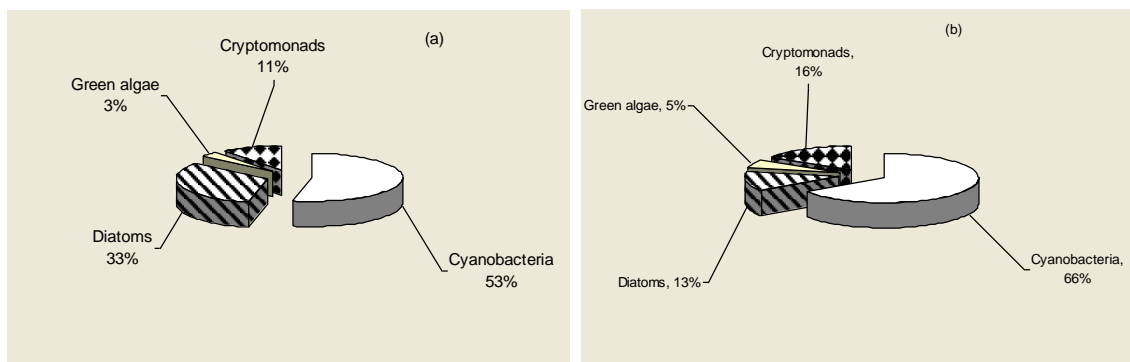 (a)
Cryptomonads
11%
Green algae
3%
Diatoms
33%
Cyanobacteria
53%
(b)
Cryptomonads,
16%
Green algae, 5%
Diatoms, 13%
Cyanobacteria,
66%